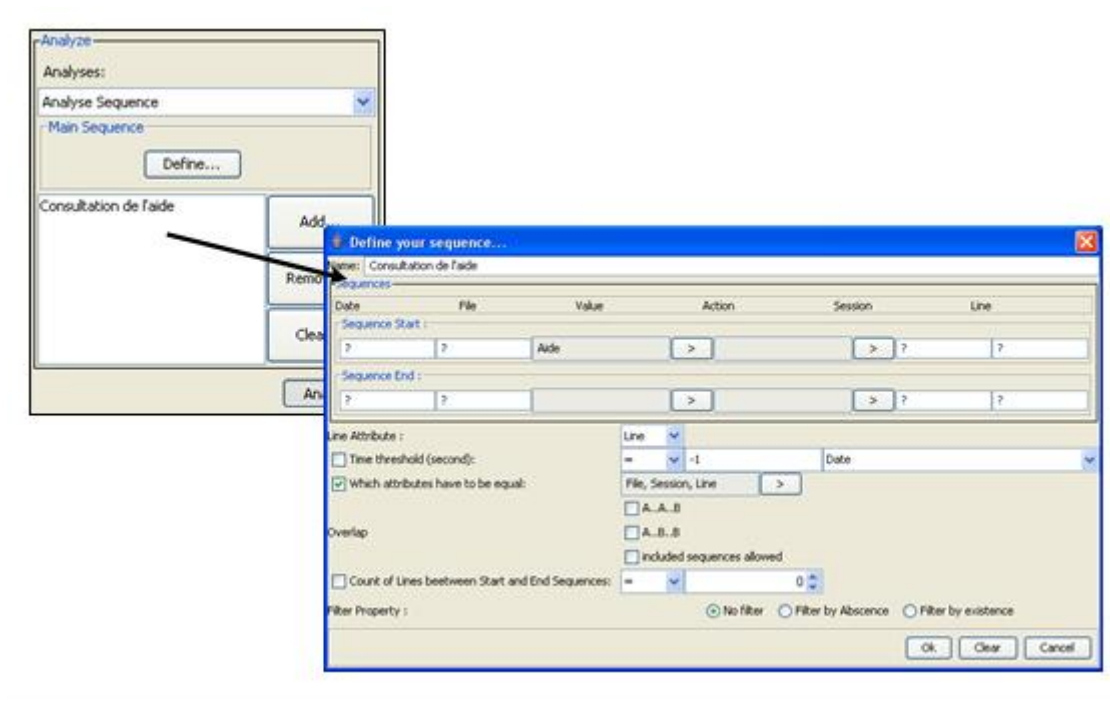 Analyze
Analyses:
Analyse Sequence
Main Sequence
Define...
Consultation de l'aide
Add...
Remo
Clea
An
Define your sequence...
Name: Consultation de l'aide
Sequences
Date File Value Action Session Line
Sequence Start :
? ? Aide > > ? ?
Sequence End :
? ? > > ? ?
Line Attribute : Line
Time threshold (second): = -1 Date
Which attributes have to be equal: File, Session, Line >
A..A..B
Overlap A..B..B
included sequences allowed
Count of Lines beetween Start and End Sequences: = 0
Filter Property : No filter Filter by Abscence Filter by existence
Ok Clear Cancel